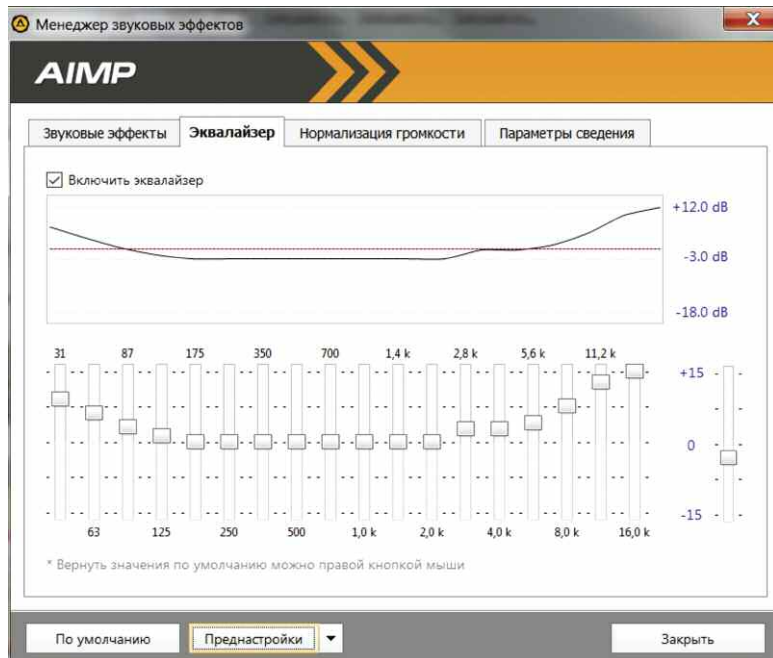 Менеджер звуковых эффектов
AIMP
Звуковые эффекты Эквалайзер Нормализация громкости Параметры сведения
Включить эквалайзер
+12.0 dB
-3.0 dB
-18.0 dB
31 87 175 350 700 1,4 k 2,8 k 5,6 k 11,2 k
+15
0
-15
63 125 250 500 1,0 k 2,0 k 4,0 k 8,0 k 16,0 k
* Вернуть значения по умолчанию можно правой кнопкой мыши
По умолчанию Преднастройки Закрыть